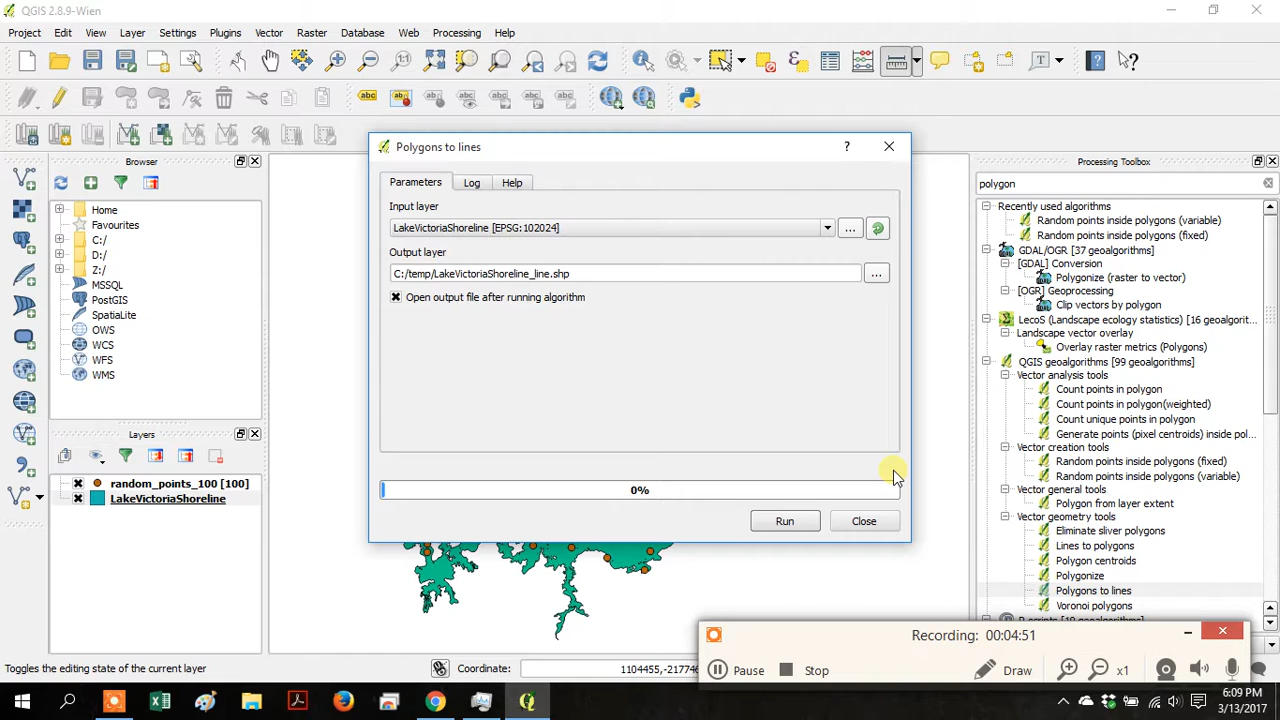 QGIS 2.8.9-Wien
Project Edit View Layer Settings Plugins Vector Raster Database Web Processing Help
abc abc
Browser
Home
Favourites
C:/
D:/
Z:/
MSSQL
PostGIS
SpatiaLite
OWS
WCS
WFS
WMS
Layers
random_points_100 [100]
LakeVictoriaShoreline
Polygons to lines
?
Parameters Log Help
Input layer
LakeVictoriaShoreline [EPSG:102024]
...
Output layer
C:/temp/LakeVictoriaShoreline_line.shp
...
Open output file after running algorithm
0%
Run Close
Processing Toolbox
polygon
Recently used algorithms
Random points inside polygons (variable)
Random points inside polygons (fixed)
GDAL/OGR [37 geoalgorithms]
[GDAL] Conversion
Polygonize (raster to vector)
[OGR] Geoprocessing
Clip vectors by polygon
LecoS (Landscape ecology statistics) [16 geoalgorit...
Landscape vector overlay
Overlay raster metrics (Polygons)
QGIS geoalgorithms [99 geoalgorithms]
Vector analysis tools
Count points in polygon
Count points in polygon(weighted)
Count unique points in polygon
Generate points (pixel centroids) inside pol...
Vector creation tools
Random points inside polygons (fixed)
Random points inside polygons (variable)
Vector general tools
Polygon from layer extent
Vector geometry tools
Eliminate sliver polygons
Lines to polygons
Polygon centroids
Polygonize
Polygons to lines
Voronoi polygons
Recording: 00:04:51
Pause Stop Draw x1
Toggles the editing state of the current layer
Coordinate:
6:09 PM
3/13/2017